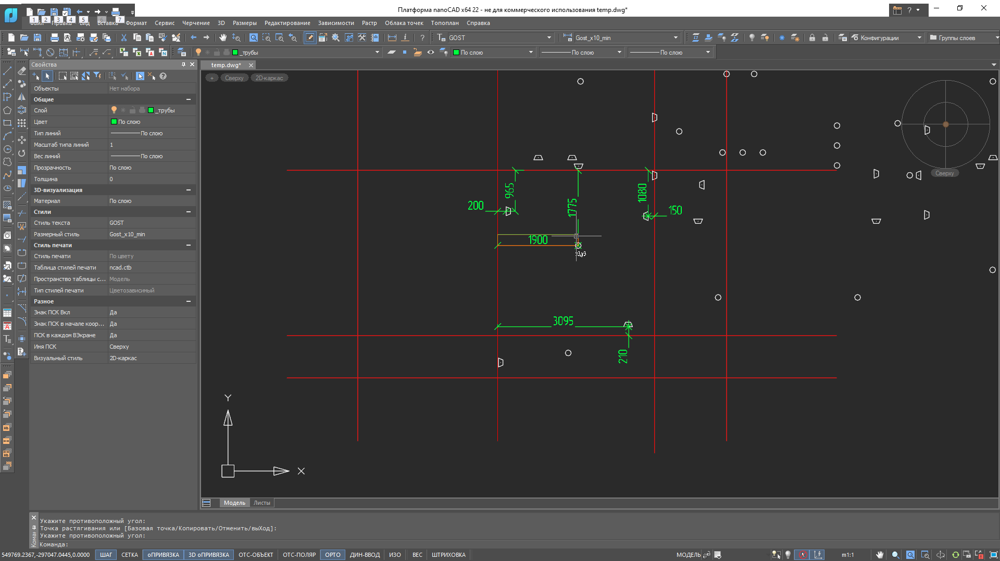 Платформа nanoCAD x64 22 - не для коммерческого использования temp.dwg*
1 2 3 4 5 6 7
Файл Правка Вид Вставка Формат Сервис Черчение 3D Размеры Редактирование Зависимости Растр Облака точек Топоплан Справка
GOST Gost_x10_min Конфигурации Группы слоев
_трубы По слою По слою По слою
Свойства
temp.dwg*
+ Сверху 2D-каркас
Объекты Нет набора
Общие
Слой _трубы
Цвет По слою
Тип линий По слою
Масштаб типа линий 1
Вес линий По слою
Прозрачность По слою
Толщина 0
3D-визуализация
Материал По слою
Стили
Стиль текста GOST
Размерный стиль Gost_x10_min
Стиль печати
Стиль печати По цвету
Таблица стилей печати ncad.ctb
Пространство таблицы с... Модель
Тип стилей печати Цветозависимый
Разное
Знак ПСК Вкл Да
Знак ПСК в начале коор... Да
ПСК в каждом ВЭкране Да
Имя ПСК Сверху
Визуальный стиль 2D-каркас
Сверху
965
1080
1775
200
150
1900
x3,y3
3095
210
Y
X
Модель Листы
Укажите противоположный угол:
Точка растягивания или [Базовая точка/Копировать/Отменить/выХод]:
Укажите противоположный угол:
Команда:
549769.2367,-297047.0445,0.0000 ШАГ СЕТКА оПРИВЯЗКА 3D оПРИВЯЗКА ОТС-ОБЪЕКТ ОТС-ПОЛЯР ОРТО ДИН-ВВОД ИЗО ВЕС ШТРИХОВКА МОДЕЛЬ m1:1